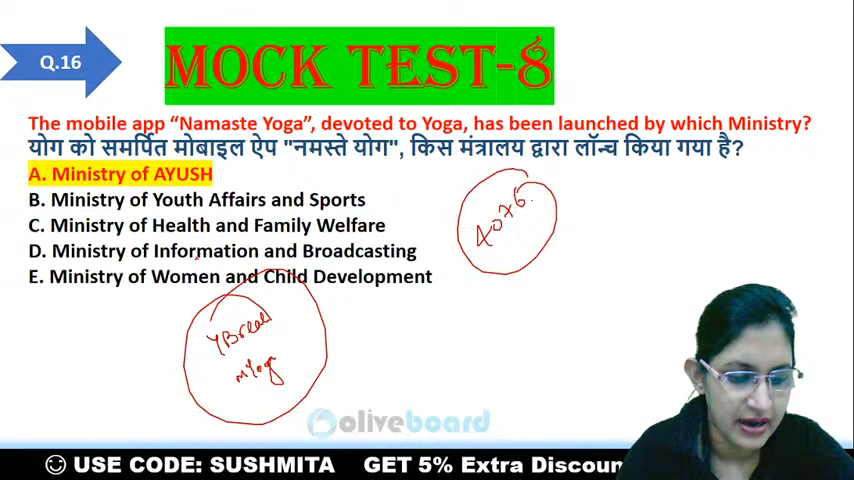 Q.16
MOCK TEST-8
The mobile app “Namaste Yoga”, devoted to Yoga, has been launched by which Ministry?
योग को समर्पित मोबाइल ऐप "नमस्ते योग", किस मंत्रालय द्वारा लॉन्च किया गया है?
A. Ministry of AYUSH
B. Ministry of Youth Affairs and Sports
C. Ministry of Health and Family Welfare
D. Ministry of Information and Broadcasting
E. Ministry of Women and Child Development
YBreak
mYoga
oliveboard
USE CODE: SUSHMITA GET 5% Extra Discoun